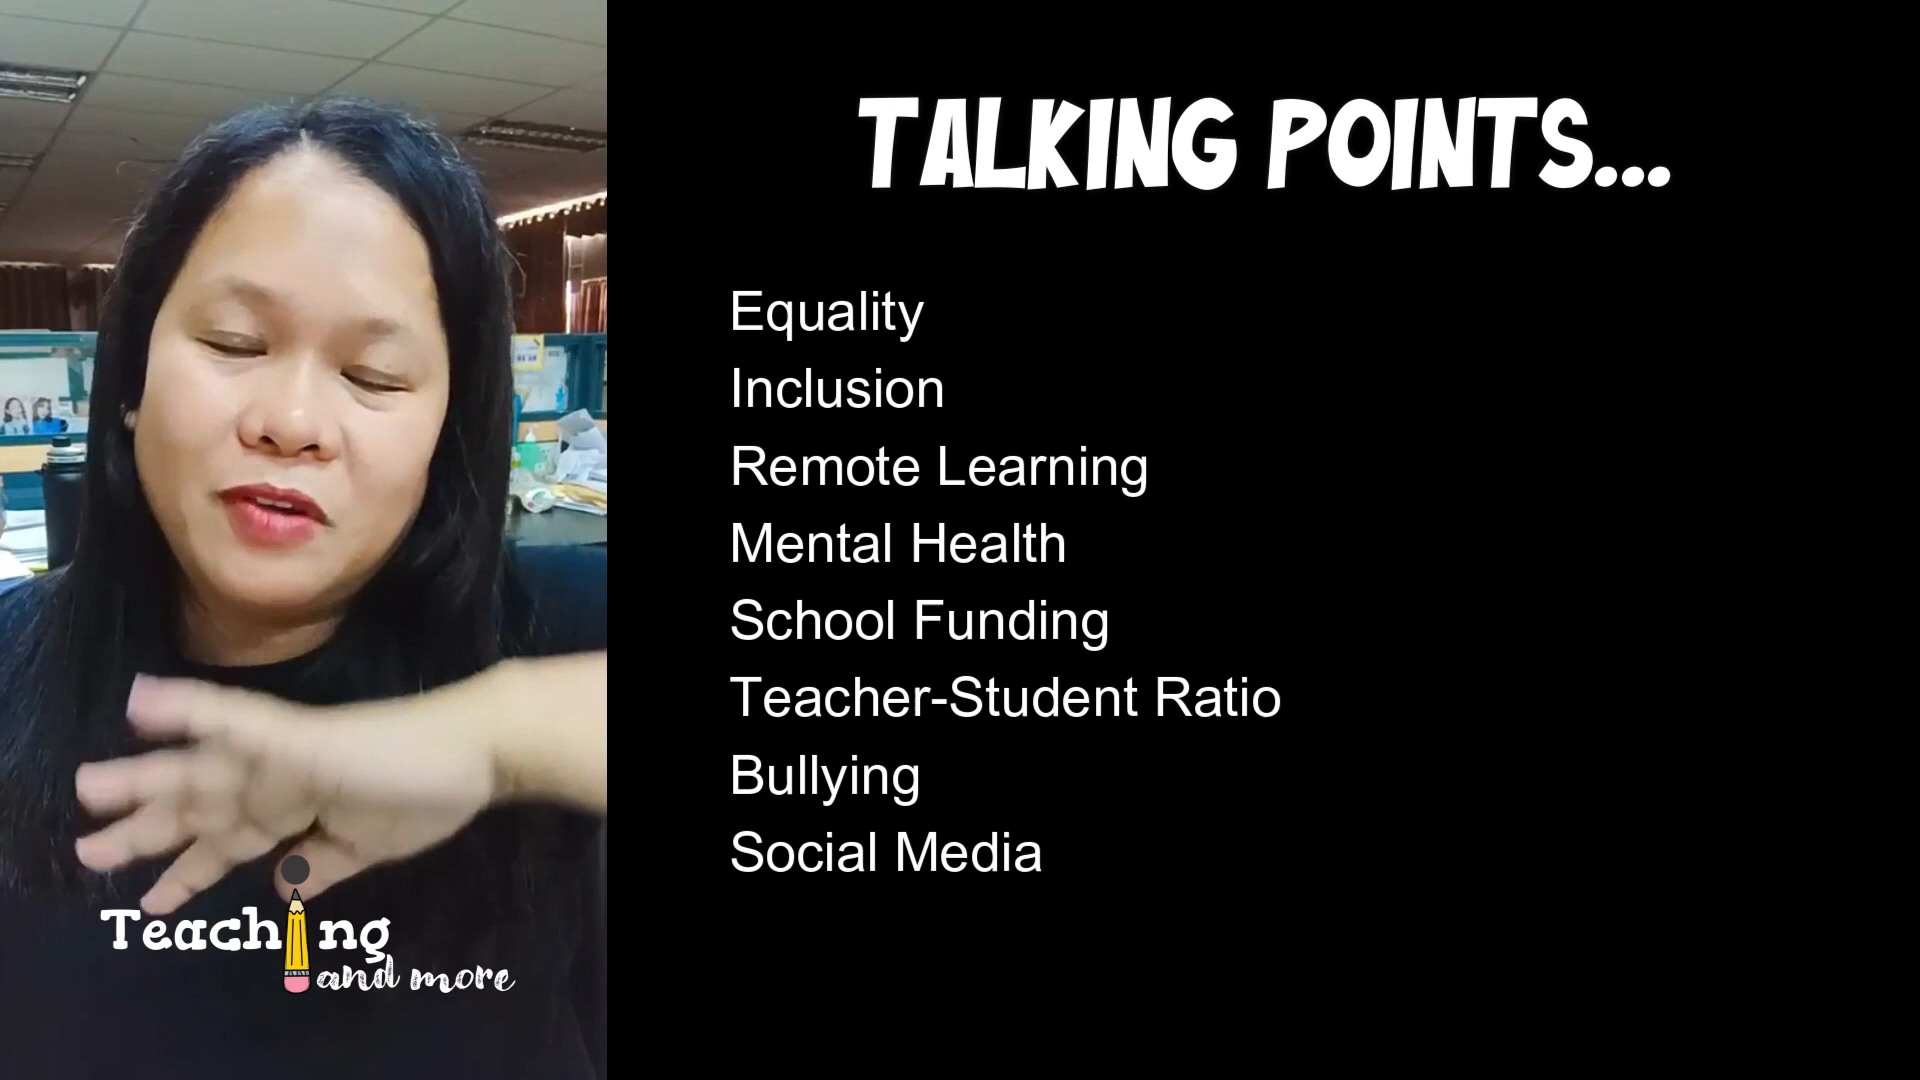 TALKING POINTS...
Equality
Inclusion
Remote Learning
Mental Health
School Funding
Teacher-Student Ratio
Bullying
Social Media
Teaching
and more